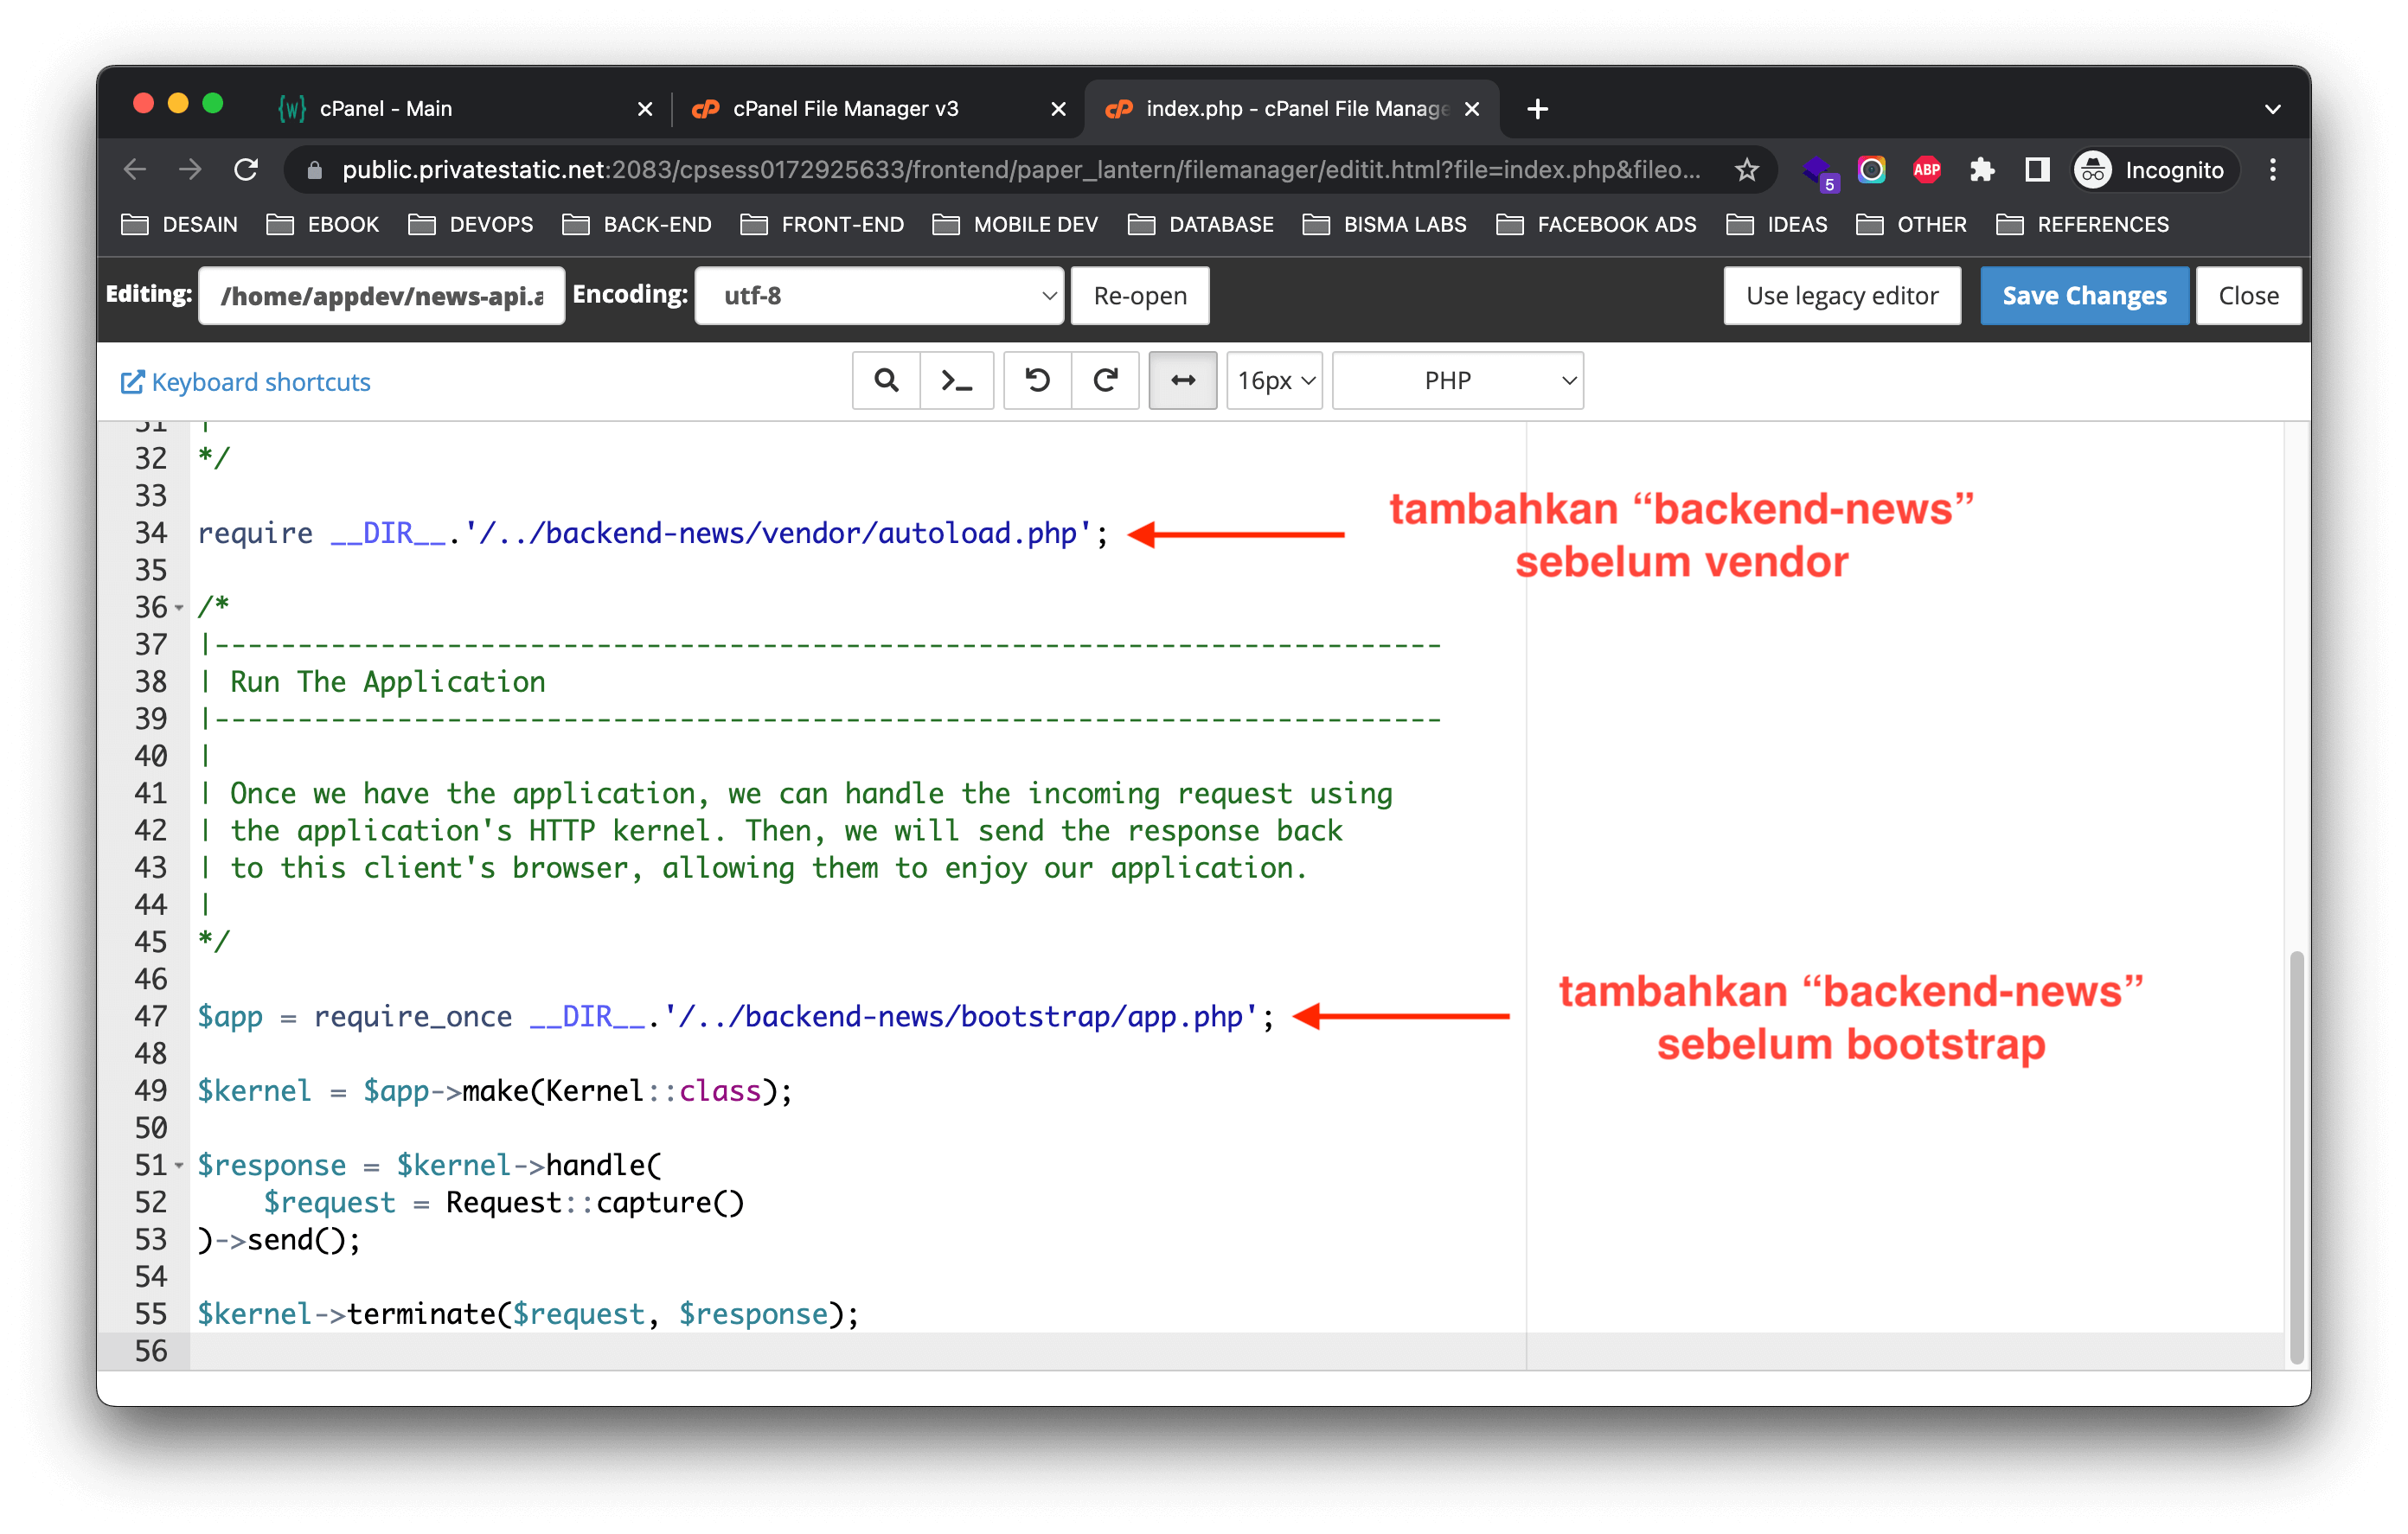 cPanel - Main
cPanel File Manager v3
index.php - cPanel File Manage
public.privatestatic.net:2083/cpsess0172925633/frontend/paper_lantern/filemanager/editit.html?file=index.php&fileo...
5
ABP
Incognito
DESAIN EBOOK DEVOPS BACK-END FRONT-END MOBILE DEV DATABASE BISMA LABS FACEBOOK ADS IDEAS OTHER REFERENCES
Editing: /home/appdev/news-api.a Encoding: utf-8 Re-open Use legacy editor Save Changes Close
Keyboard shortcuts 16px PHP
31 |
32 */
33
34 require __DIR__.'/../backend-news/vendor/autoload.php';
tambahkan “backend-news”
sebelum vendor
35
36 /*
37 |--------------------------------------------------------------------------
38 | Run The Application
39 |--------------------------------------------------------------------------
40 |
41 | Once we have the application, we can handle the incoming request using
42 | the application's HTTP kernel. Then, we will send the response back
43 | to this client's browser, allowing them to enjoy our application.
44 |
45 */
46
47 $app = require_once __DIR__.'/../backend-news/bootstrap/app.php';
tambahkan “backend-news”
sebelum bootstrap
48
49 $kernel = $app->make(Kernel::class);
50
51 $response = $kernel->handle(
52     $request = Request::capture()
53 )->send();
54
55 $kernel->terminate($request, $response);
56